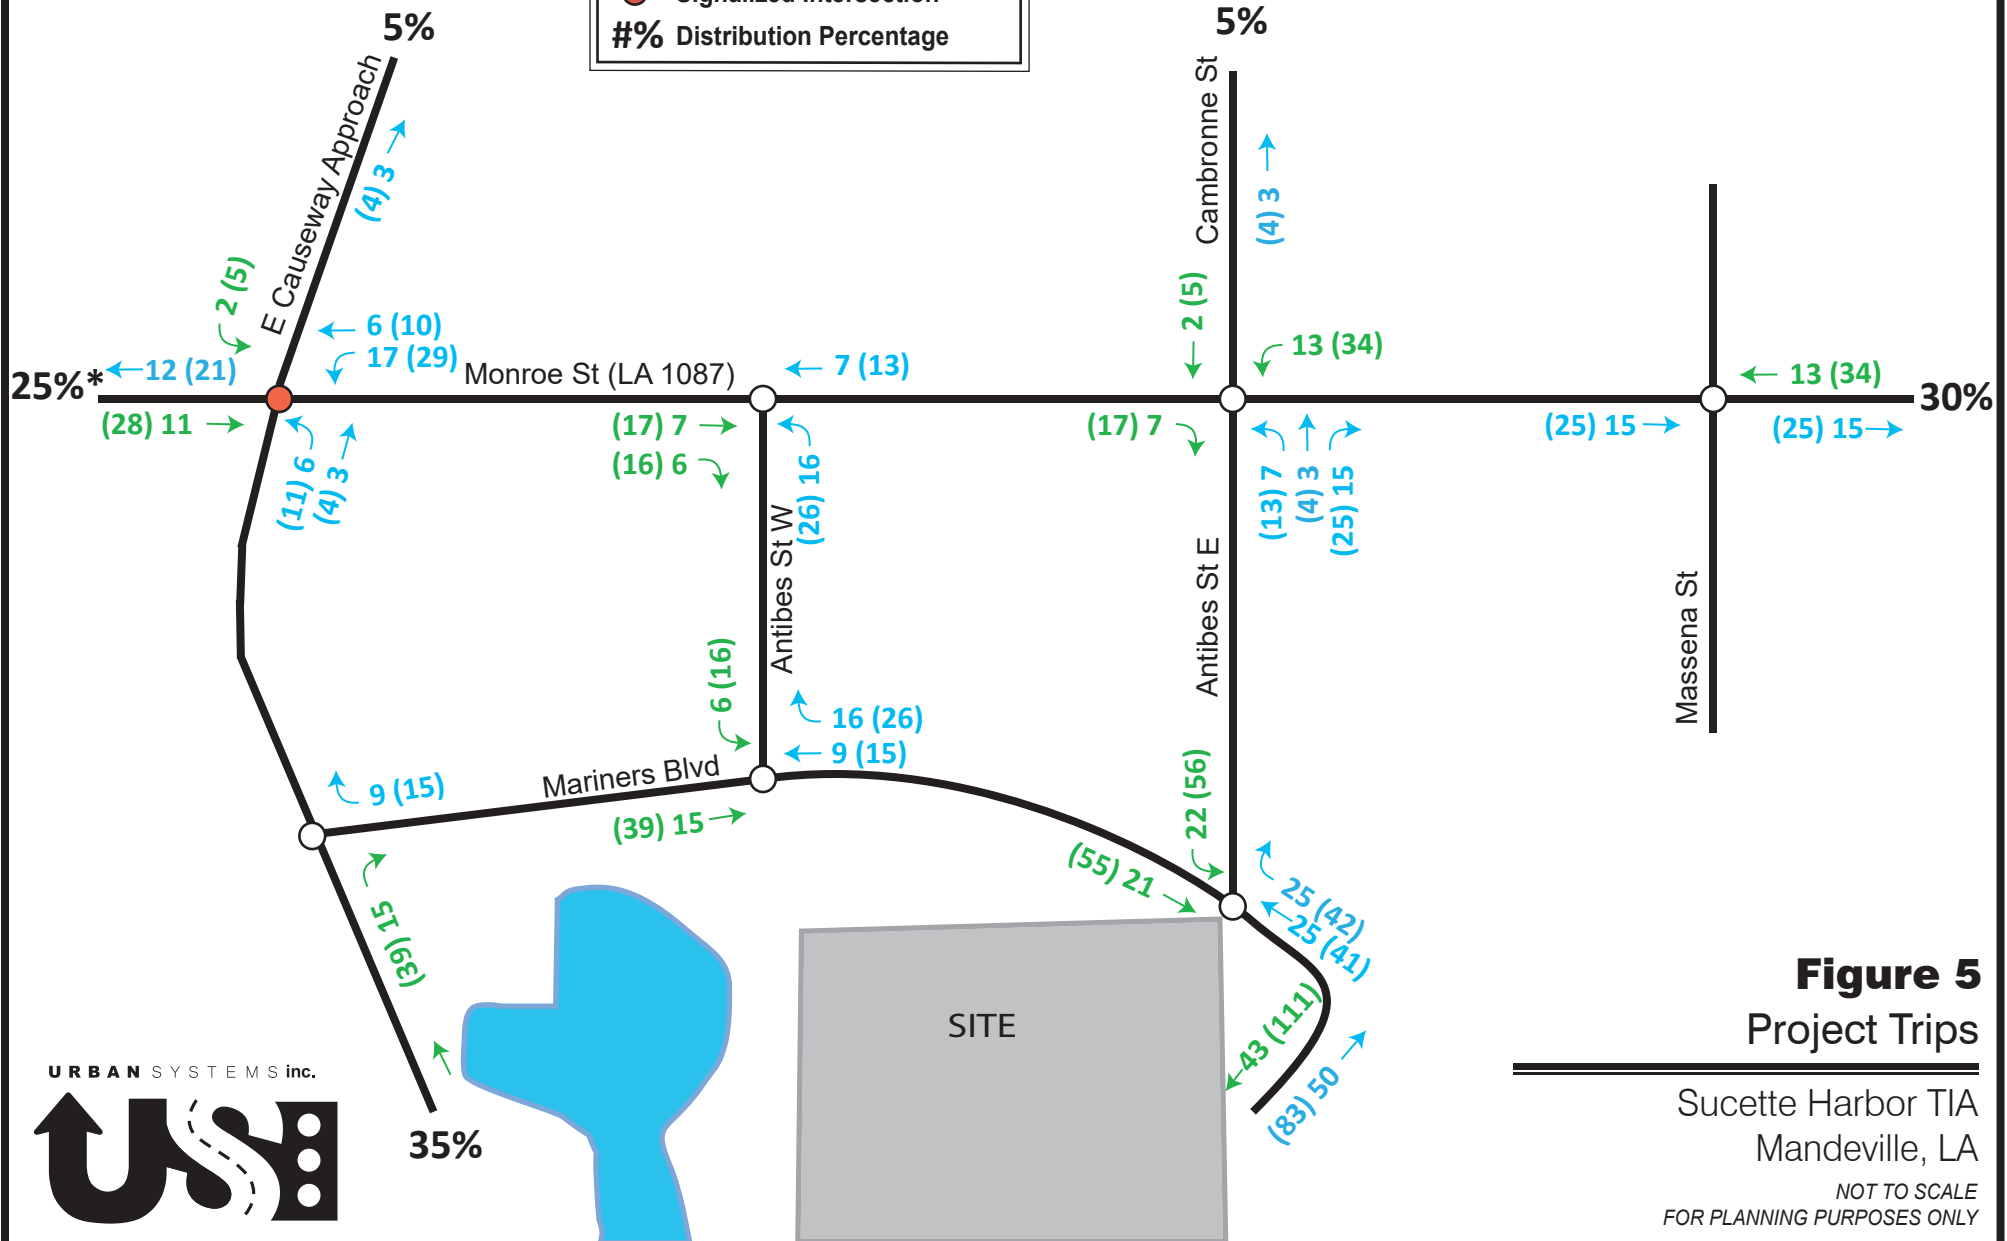 Signalized Intersection
#% Distribution Percentage
5%
5%
E Causeway Approach
(4) 3
2 (5)
6 (10)
17 (29)
12 (21)
25%*
(28) 11
(11) 6
(4) 3
Monroe St (LA 1087)
7 (13)
(17) 7
(16) 6
(26) 16
Antibes St W
Cambronne St
(4) 3
2 (5)
13 (34)
(17) 7
(13) 7
(4) 3
(25) 15
Antibes St E
13 (34)
30%
(25) 15
(25) 15
Massena St
6 (16)
16 (26)
9 (15)
Mariners Blvd
9 (15)
(39) 15
(39) 15
35%
22 (56)
(55) 21
25 (42)
25 (41)
43 (111)
(83) 50
SITE
Figure 5
Project Trips
Sucette Harbor TIA
Mandeville, LA
NOT TO SCALE
FOR PLANNING PURPOSES ONLY
URBAN SYSTEMS inc.
USI